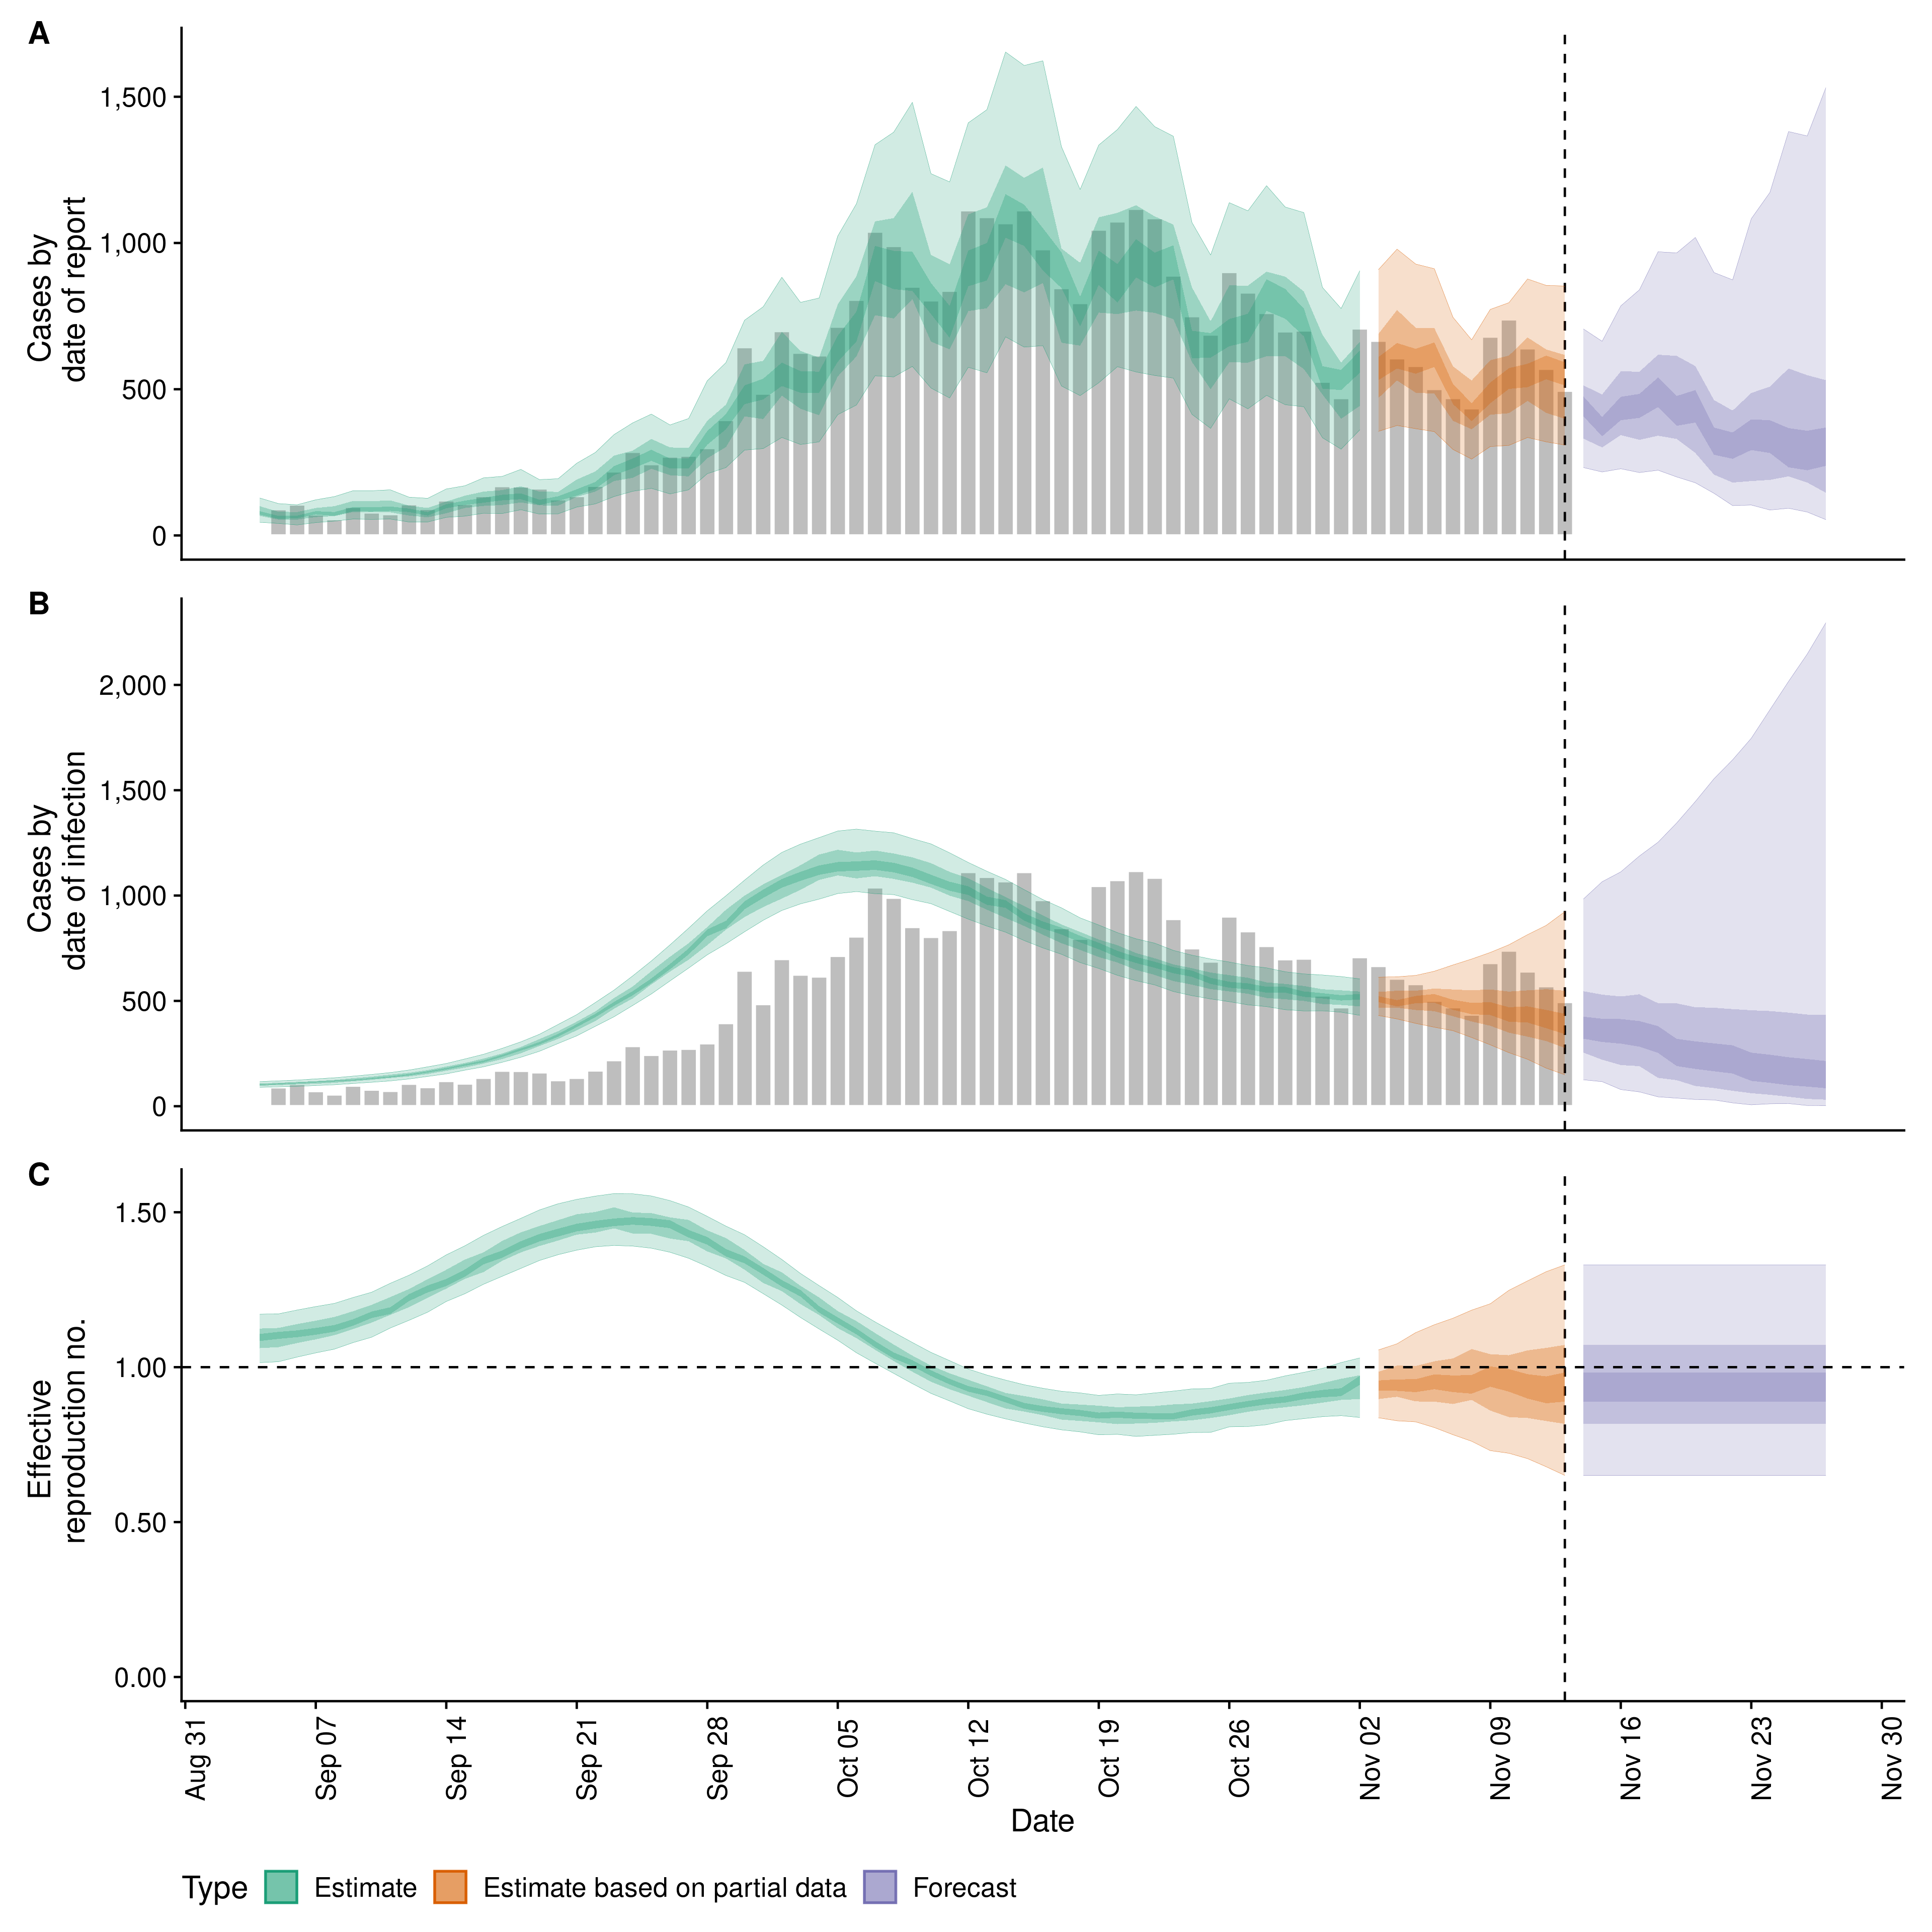 A
Cases by
date of report
1,500
1,000
500
0
B
Cases by
date of infection
2,000
1,500
1,000
500
0
C
Effective
reproduction no.
1.50
1.00
0.50
0.00
Aug 31
Sep 07
Sep 14
Sep 21
Sep 28
Oct 05
Oct 12
Oct 19
Oct 26
Nov 02
Nov 09
Nov 16
Nov 23
Nov 30
Date
Type Estimate Estimate based on partial data Forecast